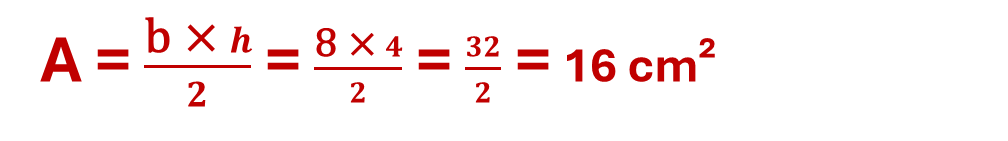 A = b × h / 2 = 8 × 4 / 2 = 32 / 2 = 16 cm²